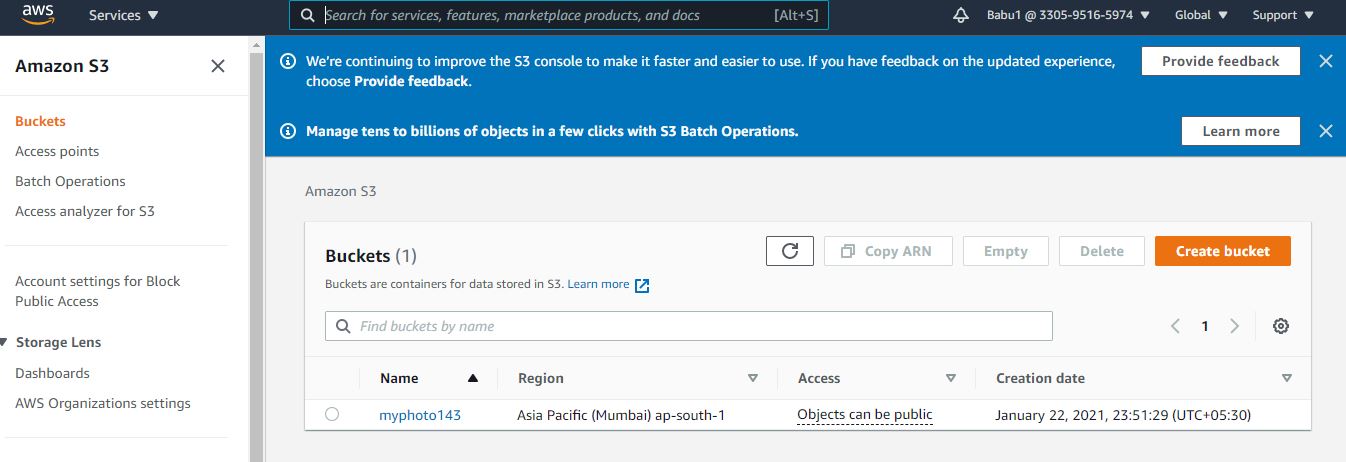 aws Services Search for services, features, marketplace products, and docs [Alt+S] Babu1 @ 3305-9516-5974 Global Support
Amazon S3
We're continuing to improve the S3 console to make it faster and easier to use. If you have feedback on the updated experience,
choose Provide feedback.
Provide feedback
Manage tens to billions of objects in a few clicks with S3 Batch Operations.
Learn more
Buckets
Access points
Batch Operations
Access analyzer for S3
Account settings for Block
Public Access
Storage Lens
Dashboards
AWS Organizations settings
Amazon S3
Buckets (1)
Copy ARN Empty Delete Create bucket
Buckets are containers for data stored in S3. Learn more
Find buckets by name
1
Name Region Access Creation date
myphoto143 Asia Pacific (Mumbai) ap-south-1 Objects can be public January 22, 2021, 23:51:29 (UTC+05:30)